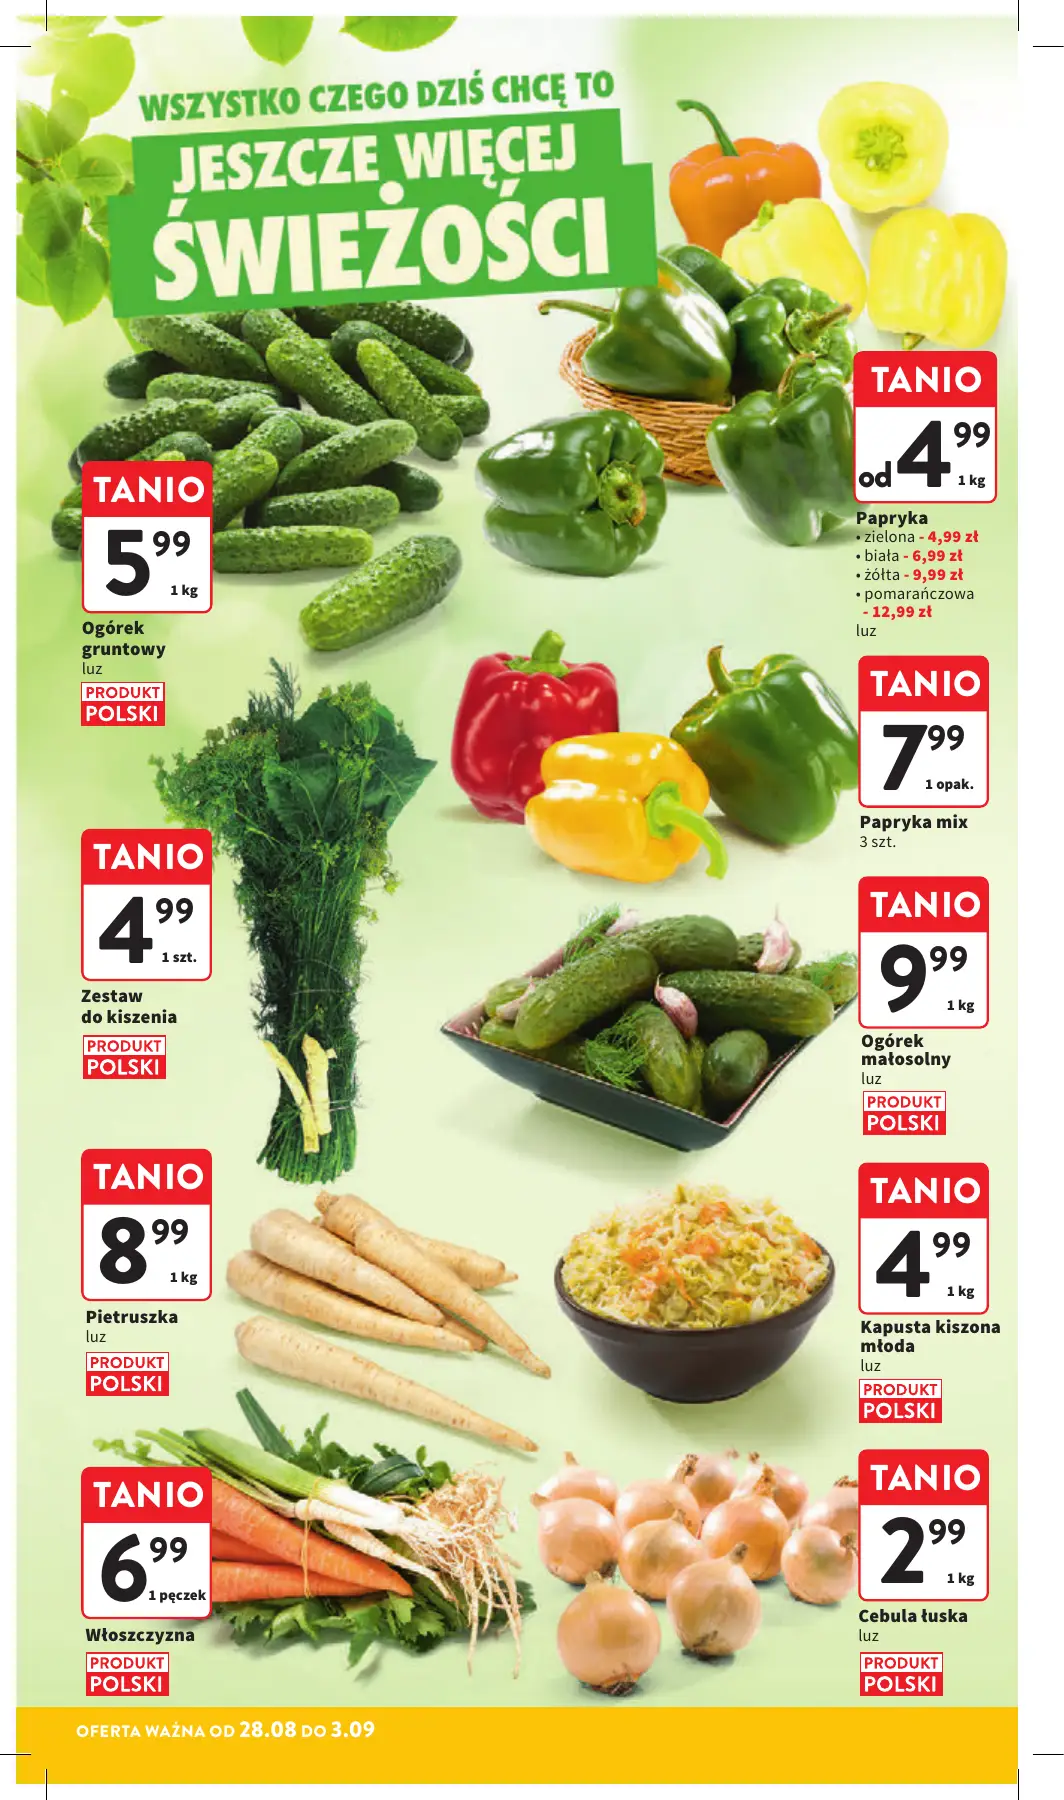 WSZYSTKO CZEGO DZIŚ CHCĘ TO
JESZCZE WIĘCEJ
ŚWIEŻOŚCI
TANIO
5 99
1 kg
Ogórek
gruntowy
luz
PRODUKT
POLSKI
TANIO
od 4 99
1 kg
Papryka
• zielona - 4,99 zł
• biała - 6,99 zł
• żółta - 9,99 zł
• pomarańczowa
- 12,99 zł
luz
TANIO
7 99
1 opak.
Papryka mix
3 szt.
TANIO
4 99
1 szt.
Zestaw
do kiszenia
PRODUKT
POLSKI
TANIO
9 99
1 kg
Ogórek
małosolny
luz
PRODUKT
POLSKI
TANIO
8 99
1 kg
Pietruszka
luz
PRODUKT
POLSKI
TANIO
4 99
1 kg
Kapusta kiszona
młoda
luz
PRODUKT
POLSKI
TANIO
6 99
1 pęczek
Włoszczyzna
PRODUKT
POLSKI
TANIO
2 99
1 kg
Cebula łuska
luz
PRODUKT
POLSKI
OFERTA WAŻNA OD 28.08 DO 3.09